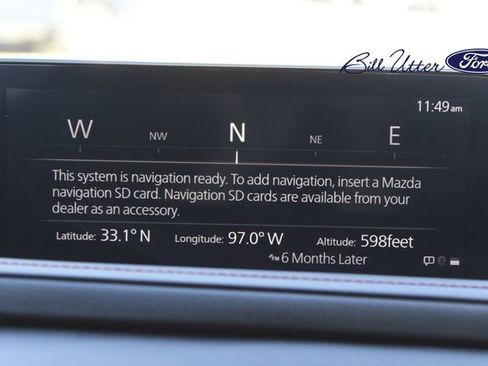 Bill Utter Ford
11:49 am
W NW N NE E
This system is navigation ready. To add navigation, insert a Mazda
navigation SD card. Navigation SD cards are available from your
dealer as an accessory.
Latitude: 33.1° N Longitude: 97.0° W Altitude: 598feet
6 Months Later